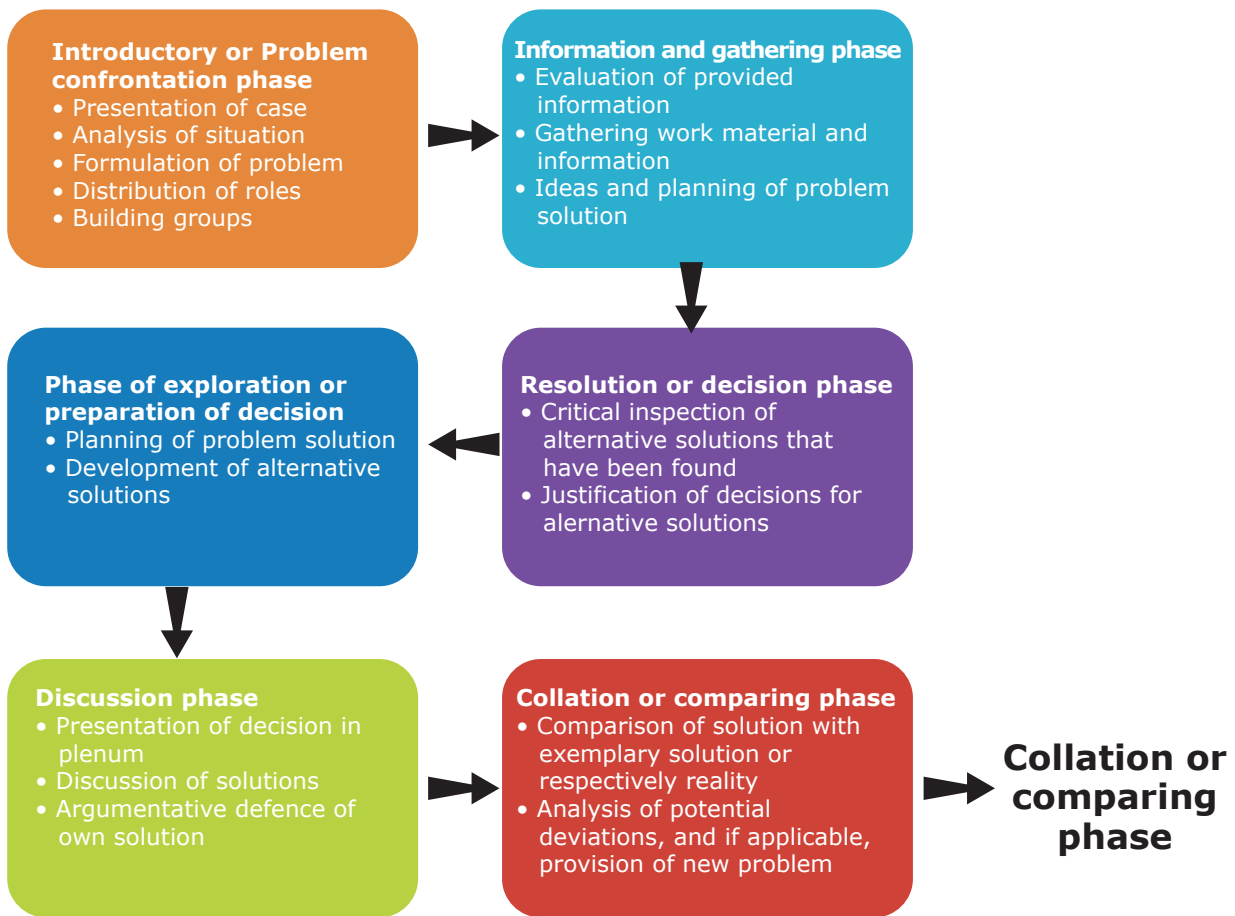 Introductory or Problem
confrontation phase
• Presentation of case
• Analysis of situation
• Formulation of problem
• Distribution of roles
• Building groups
Information and gathering phase
• Evaluation of provided
information
• Gathering work material and
information
• Ideas and planning of problem
solution
Resolution or decision phase
• Critical inspection of
alternative solutions that
have been found
• Justification of decisions for
alernative solutions
Phase of exploration or
preparation of decision
• Planning of problem solution
• Development of alternative
solutions
Discussion phase
• Presentation of decision in
plenum
• Discussion of solutions
• Argumentative defence of
own solution
Collation or comparing phase
• Comparison of solution with
exemplary solution or
respectively reality
• Analysis of potential
deviations, and if applicable,
provision of new problem
Collation or
comparing
phase